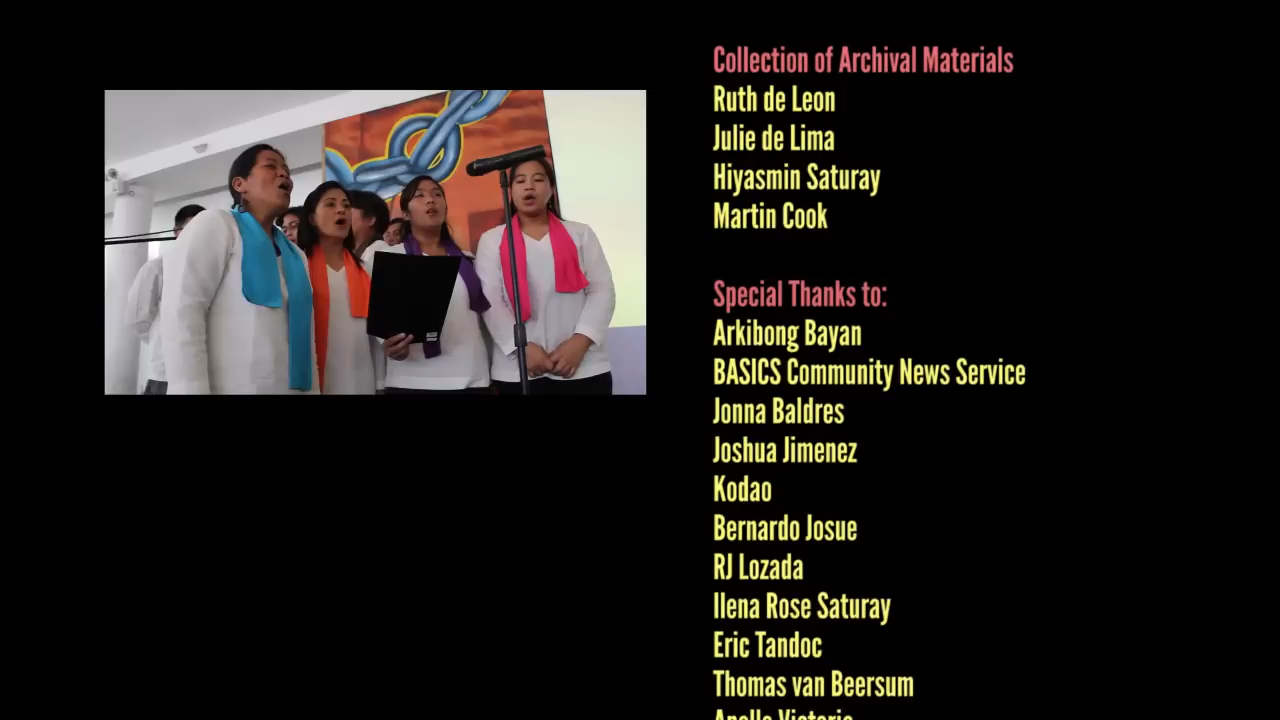 Collection of Archival Materials
Ruth de Leon
Julie de Lima
Hiyasmin Saturay
Martin Cook
Special Thanks to:
Arkibong Bayan
BASICS Community News Service
Jonna Baldres
Joshua Jimenez
Kodao
Bernardo Josue
RJ Lozada
Ilena Rose Saturay
Eric Tandoc
Thomas van Beersum